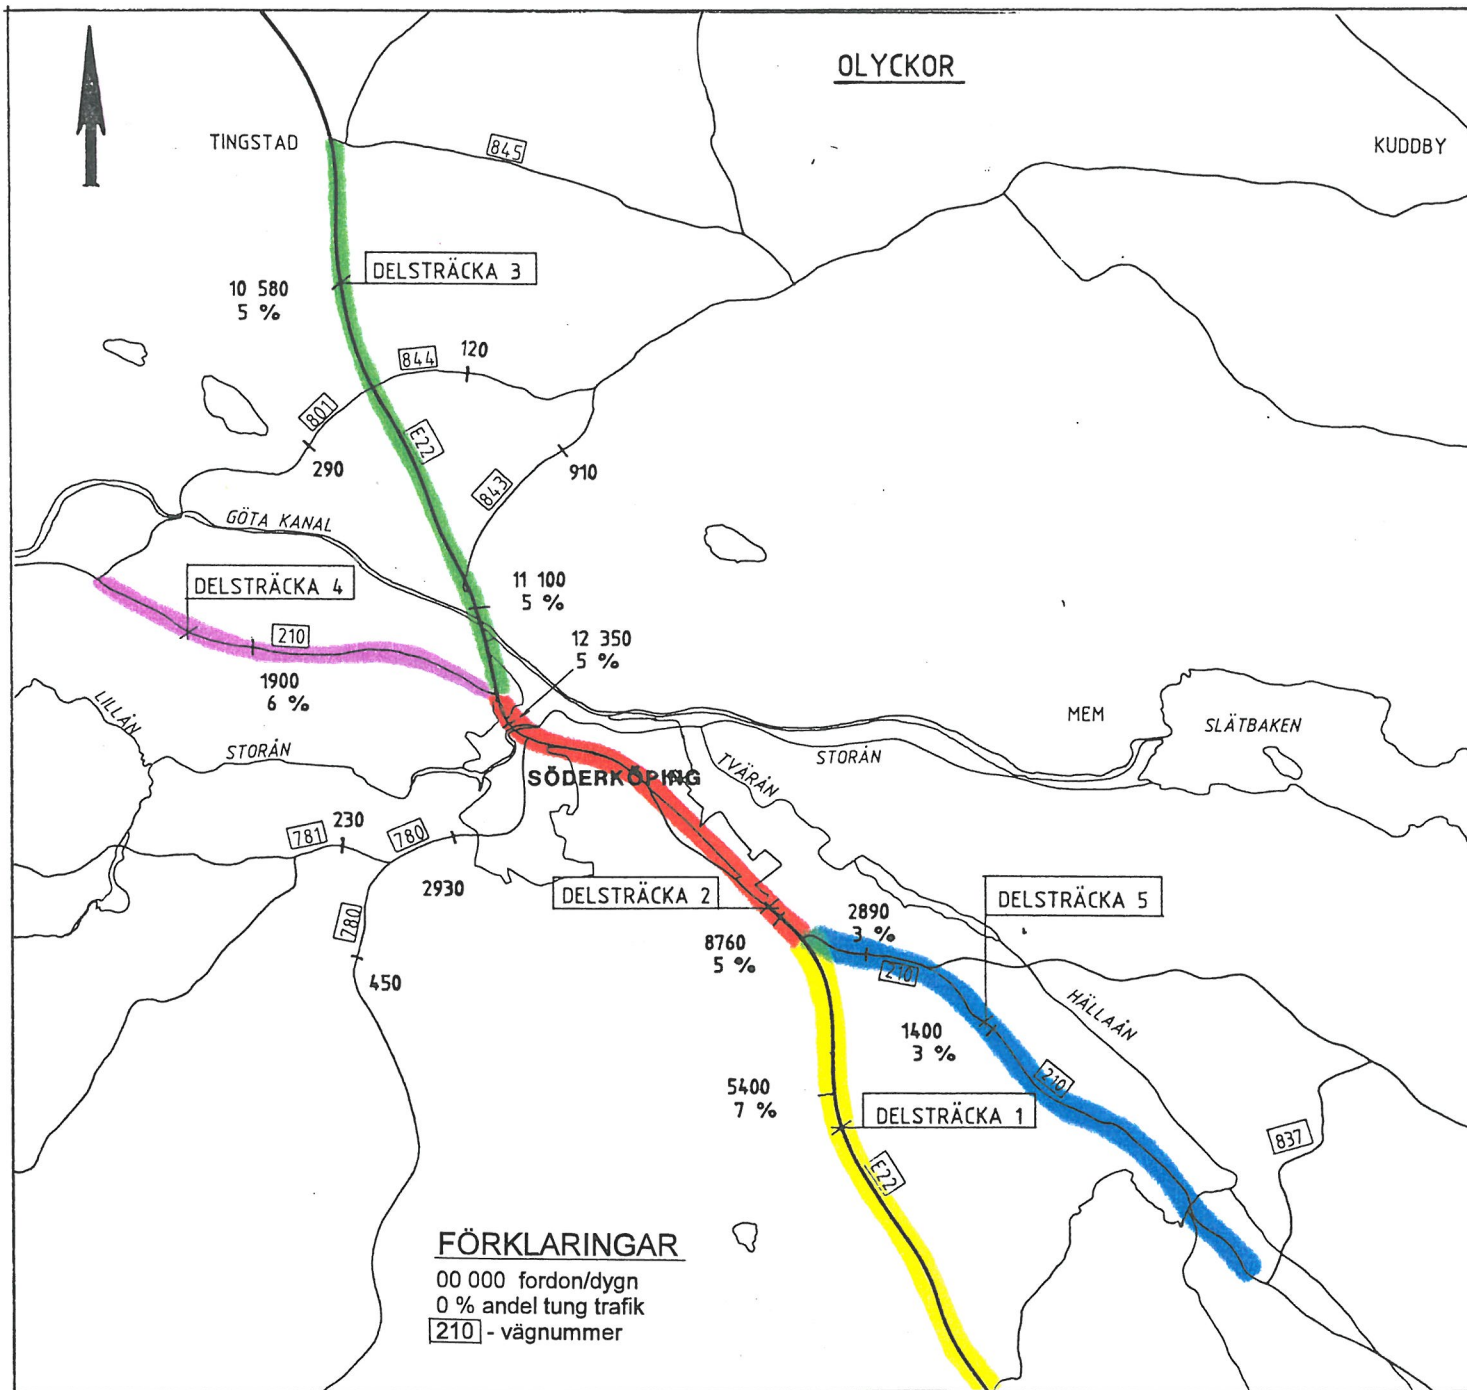 OLYCKOR
TINGSTAD
845
KUDDBY
DELSTRÄCKA 3
10 580
5 %
844
120
801
E22
290
843
910
GÖTA KANAL
DELSTRÄCKA 4
11 100
5 %
210
12 350
5 %
1900
6 %
LILLÅN
STORÅN
MEM
SLÄTBAKEN
STORÅN
TVÄRÅN
SÖDERKÖPING
781
230
780
2930
DELSTRÄCKA 2
DELSTRÄCKA 5
780
2890
3 %
8760
5 %
210
450
HÄLLAÅN
1400
3 %
210
5400
7 %
DELSTRÄCKA 1
837
E22
FÖRKLARINGAR
00 000 fordon/dygn
0 % andel tung trafik
210 - vägnummer